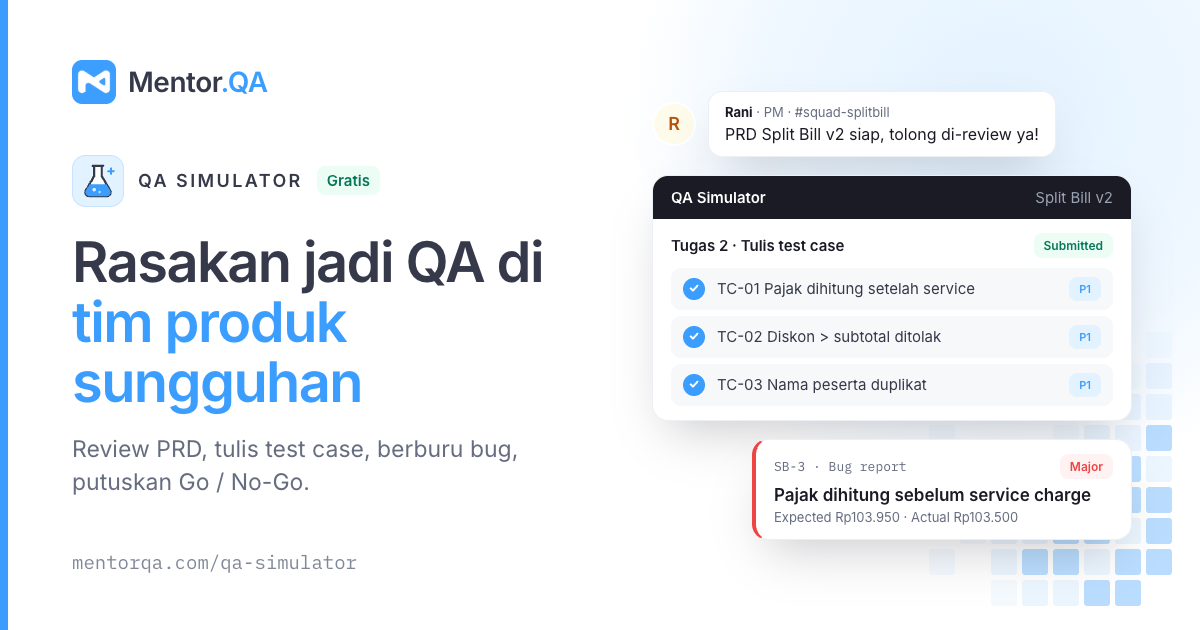 Mentor.QA
QA SIMULATOR Gratis
Rasakan jadi QA di
tim produk
sungguhan
Review PRD, tulis test case, berburu bug,
putuskan Go / No-Go.
mentorqa.com/qa-simulator
R
Rani · PM · #squad-splitbill
PRD Split Bill v2 siap, tolong di-review ya!
QA Simulator Split Bill v2
Tugas 2 · Tulis test case Submitted
TC-01 Pajak dihitung setelah service P1
TC-02 Diskon > subtotal ditolak P1
TC-03 Nama peserta duplikat P1
SB-3 · Bug report Major
Pajak dihitung sebelum service charge
Expected Rp103.950 · Actual Rp103.500